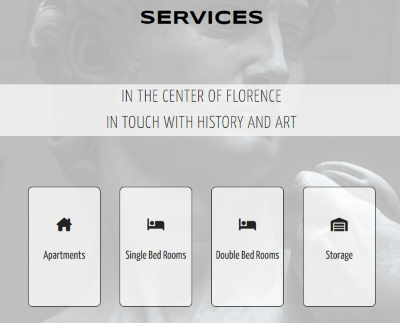 SERVICES
IN THE CENTER OF FLORENCE
IN TOUCH WITH HISTORY AND ART
Apartments
Single Bed Rooms
Double Bed Rooms
Storage